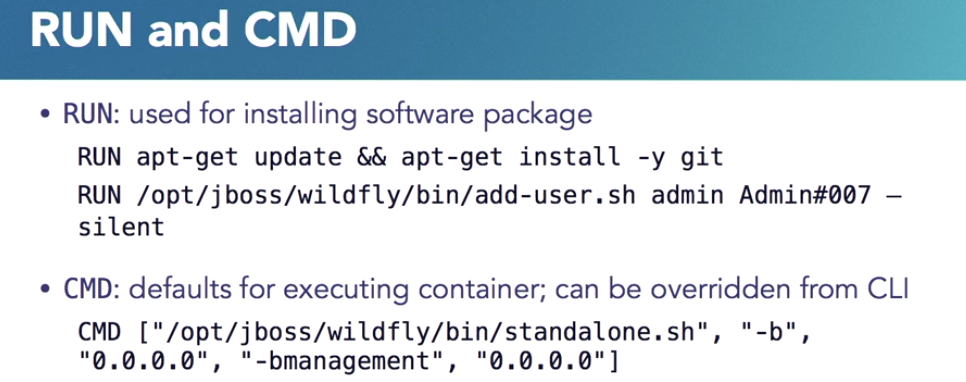 RUN and CMD
• RUN: used for installing software package
RUN apt-get update && apt-get install -y git
RUN /opt/jboss/wildfly/bin/add-user.sh admin Admin#007 –
silent
• CMD: defaults for executing container; can be overridden from CLI
CMD ["/opt/jboss/wildfly/bin/standalone.sh", "-b",
"0.0.0.0", "-bmanagement", "0.0.0.0"]